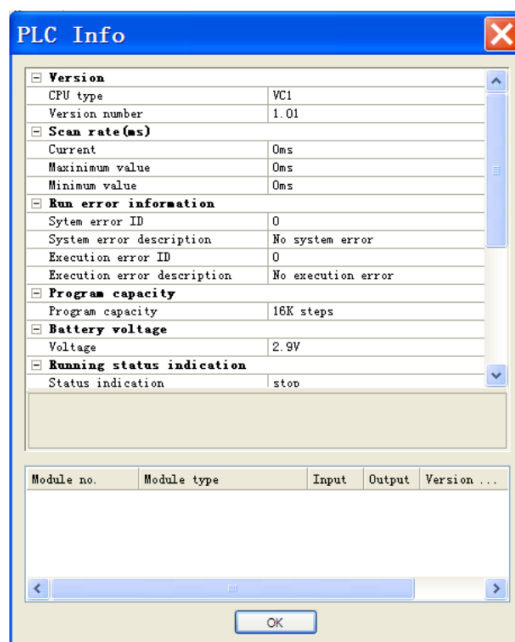 PLC Info
Version
CPU type VC1
Version number 1.01
Scan rate(ms)
Current 0ms
Maxinimum value 0ms
Minimum value 0ms
Run error information
Sytem error ID 0
System error description No system error
Execution error ID 0
Execution error description No execution error
Program capacity
Program capacity 16K steps
Battery voltage
Voltage 2.9V
Running status indication
Status indication stop
Module no. Module type Input Output Version ...
OK